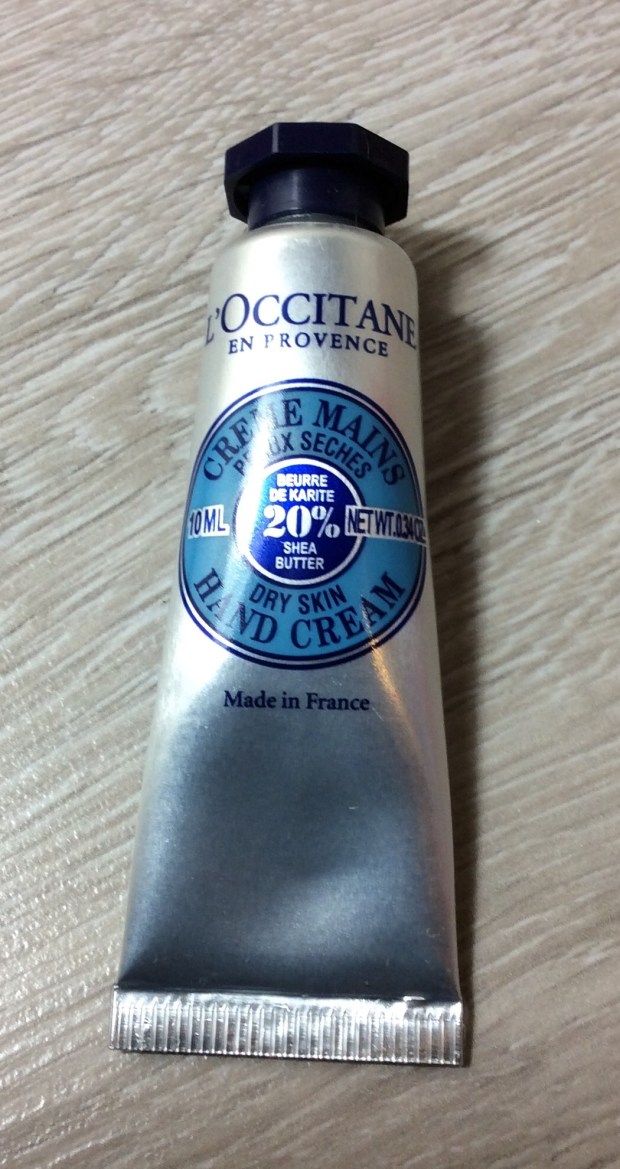 L'OCCITANE
EN PROVENCE
CREME MAINS
PEAUX SECHES
BEURRE
DE KARITE
10 ML
20%
NET WT. 0.34 OZ.
SHEA
BUTTER
DRY SKIN
HAND CREAM
Made in France